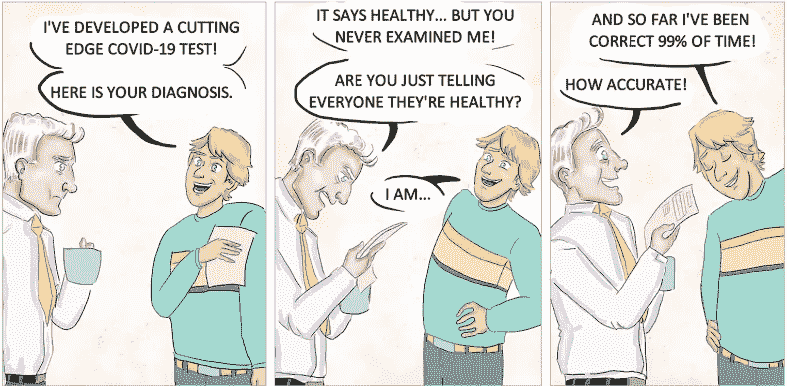 I'VE DEVELOPED A CUTTING
EDGE COVID-19 TEST!
HERE IS YOUR DIAGNOSIS.
IT SAYS HEALTHY... BUT YOU
NEVER EXAMINED ME!
ARE YOU JUST TELLING
EVERYONE THEY'RE HEALTHY?
I AM...
AND SO FAR I'VE BEEN
CORRECT 99% OF TIME!
HOW ACCURATE!